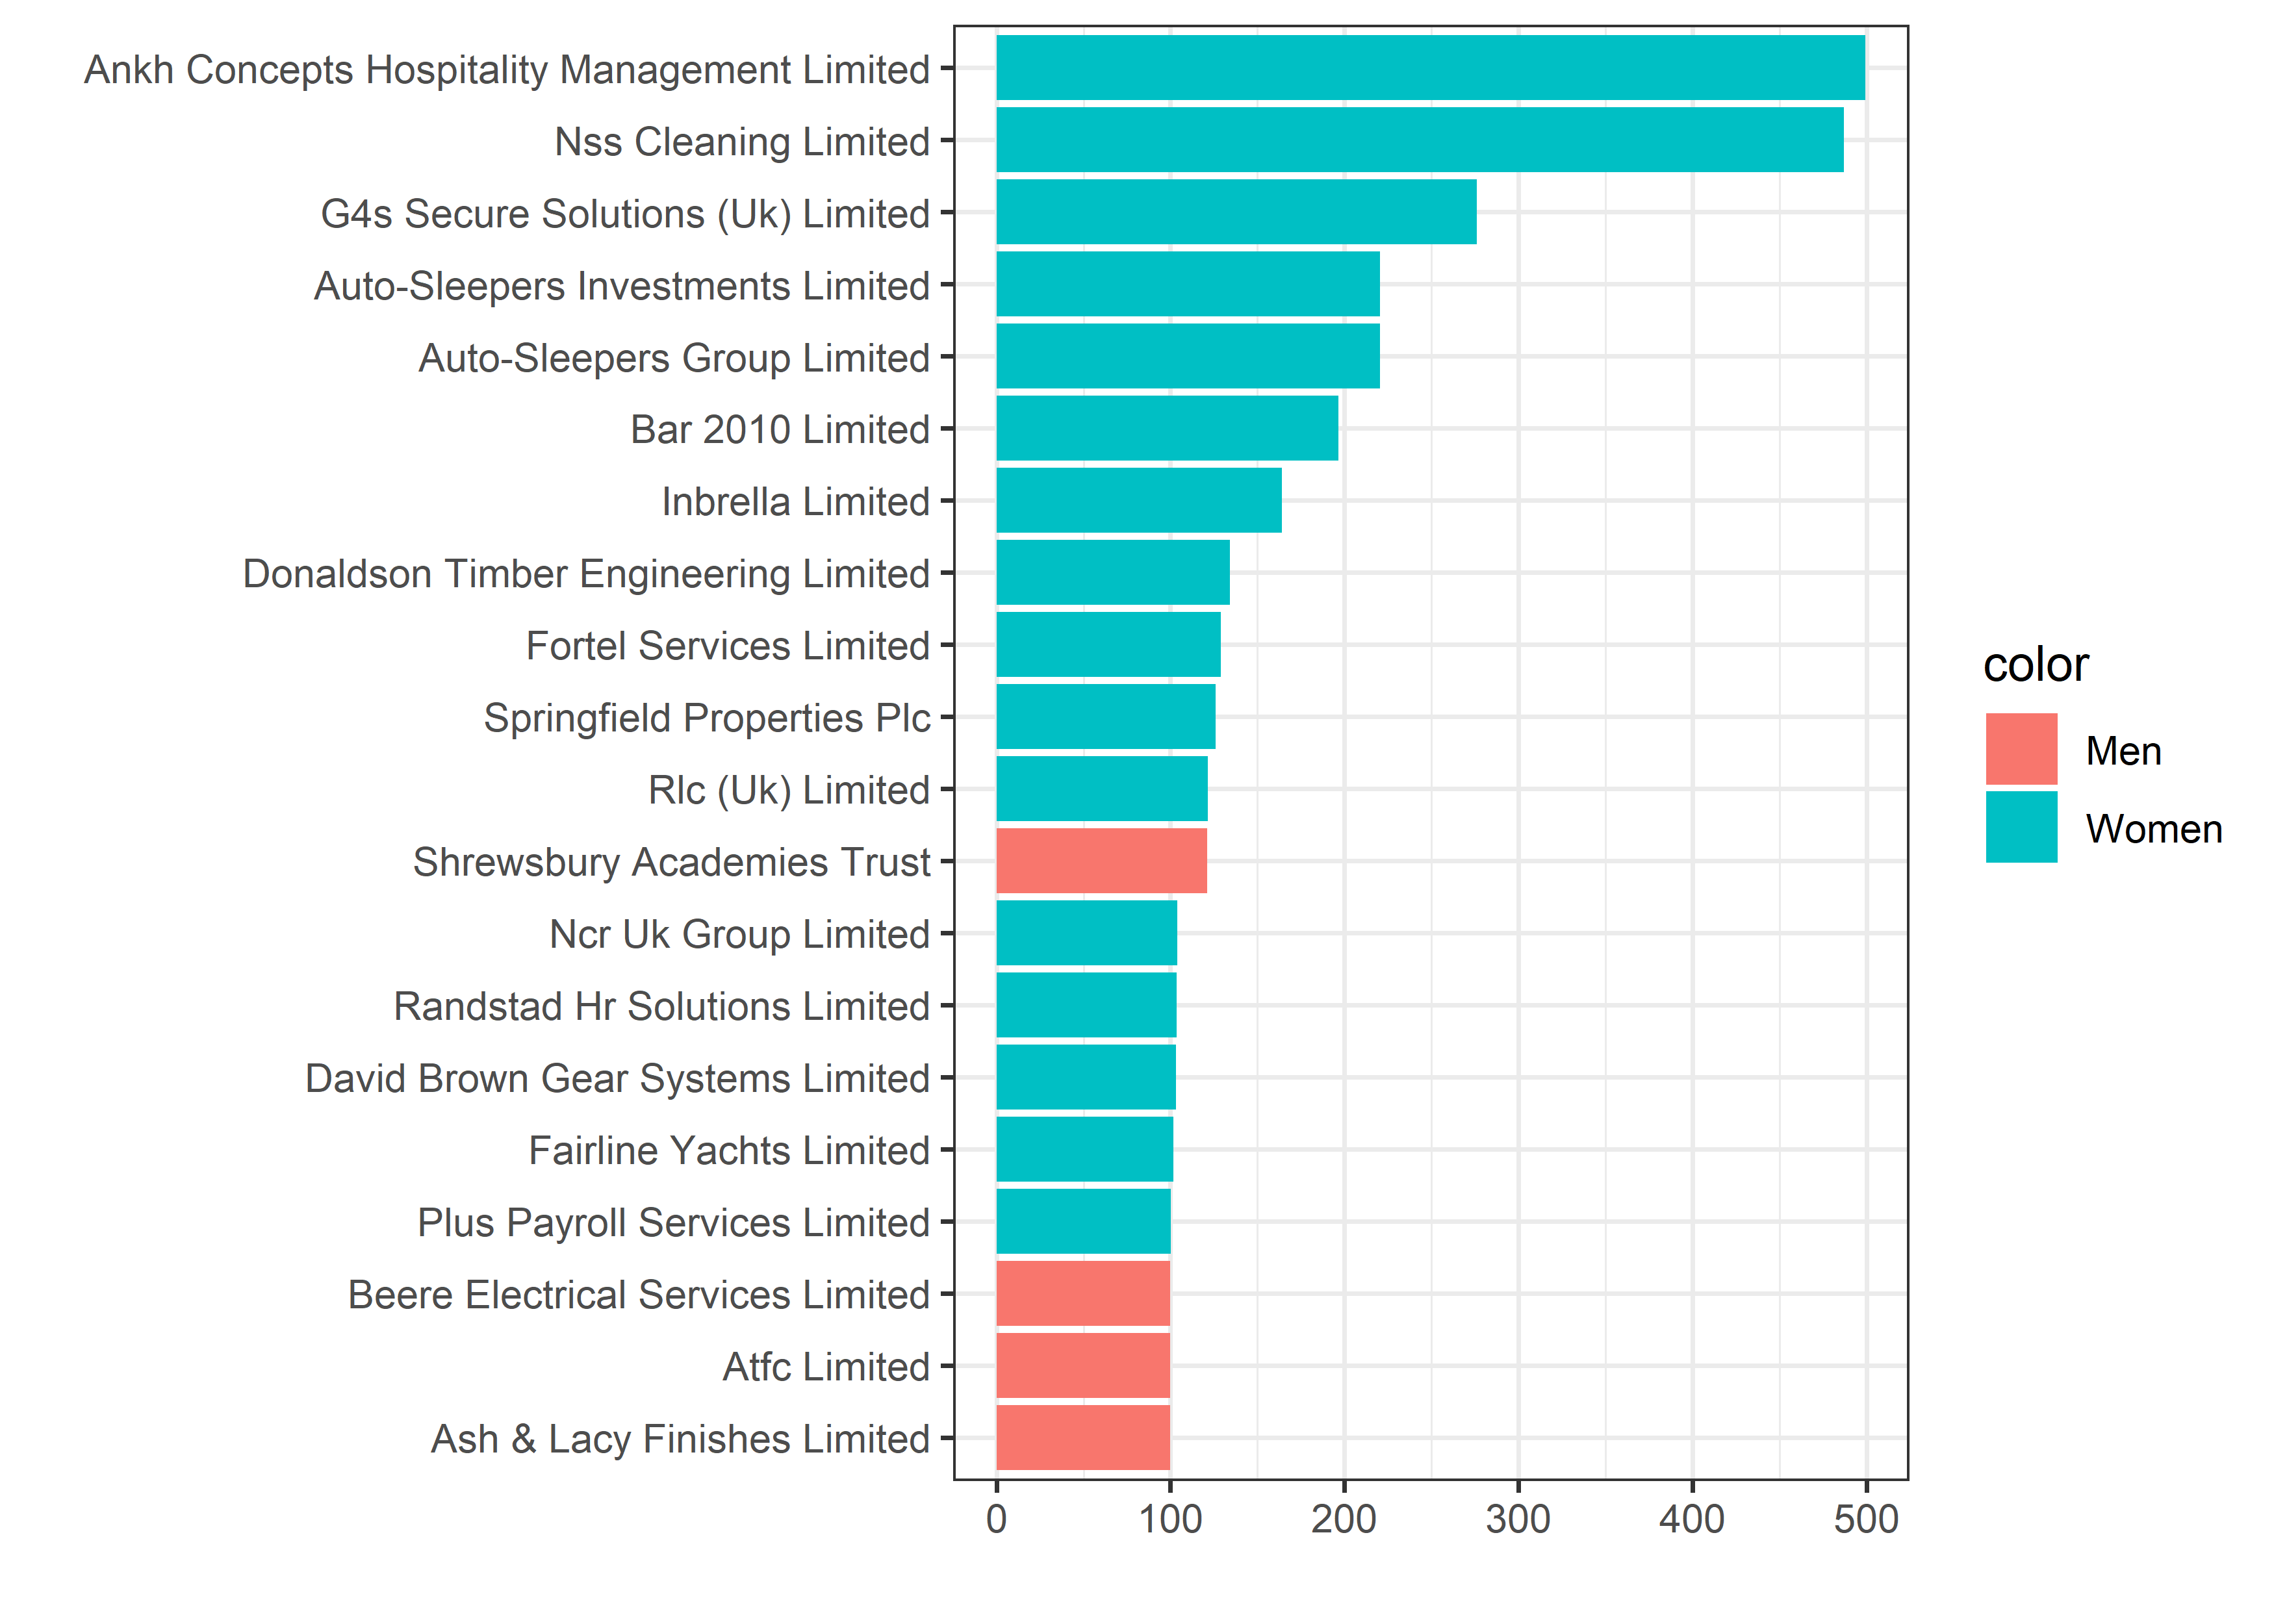 Ankh Concepts Hospitality Management Limited
Nss Cleaning Limited
G4s Secure Solutions (Uk) Limited
Auto-Sleepers Investments Limited
Auto-Sleepers Group Limited
Bar 2010 Limited
Inbrella Limited
Donaldson Timber Engineering Limited
Fortel Services Limited
Springfield Properties Plc
Rlc (Uk) Limited
Shrewsbury Academies Trust
Ncr Uk Group Limited
Randstad Hr Solutions Limited
David Brown Gear Systems Limited
Fairline Yachts Limited
Plus Payroll Services Limited
Beere Electrical Services Limited
Atfc Limited
Ash & Lacy Finishes Limited
0 100 200 300 400 500
color
Men
Women